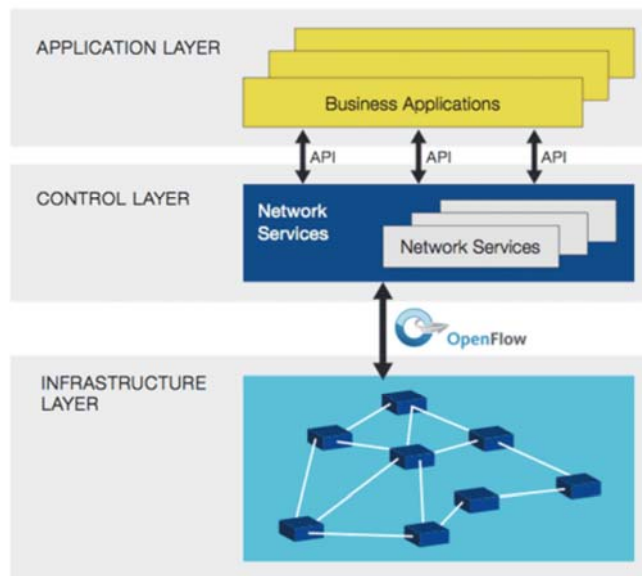 APPLICATION LAYER
Business Applications
API
API
API
CONTROL LAYER
Network
Services
Network Services
OpenFlow
INFRASTRUCTURE
LAYER